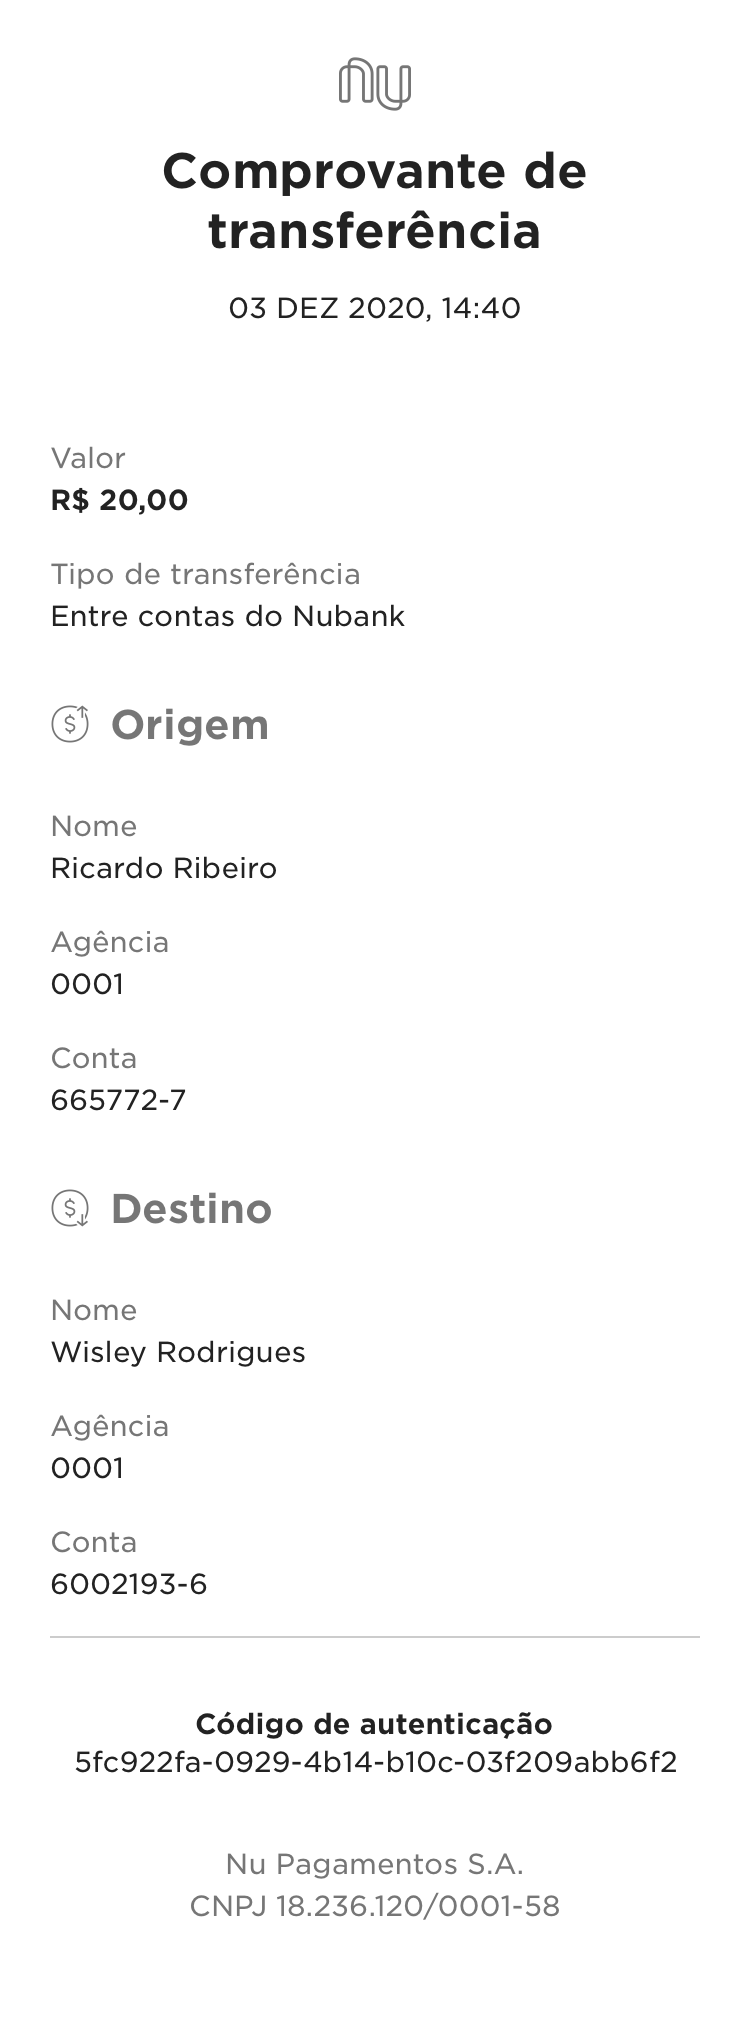 nu
Comprovante de
transferência
03 DEZ 2020, 14:40
Valor
R$ 20,00
Tipo de transferência
Entre contas do Nubank
Origem
Nome
Ricardo Ribeiro
Agência
0001
Conta
665772-7
Destino
Nome
Wisley Rodrigues
Agência
0001
Conta
6002193-6
Código de autenticação
5fc922fa-0929-4b14-b10c-03f209abb6f2
Nu Pagamentos S.A.
CNPJ 18.236.120/0001-58